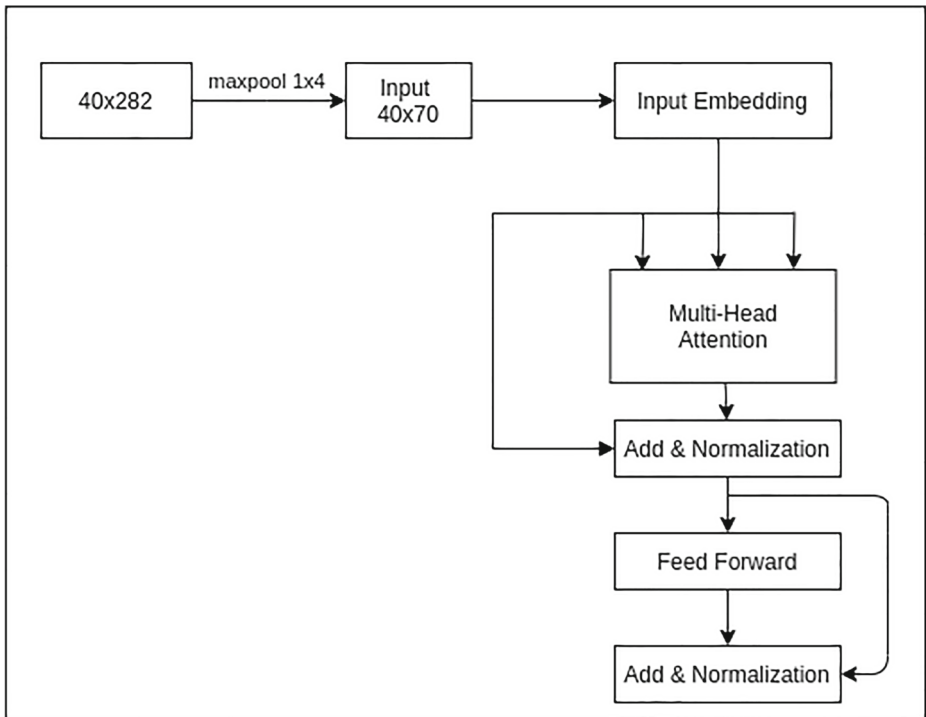 40x282
maxpool 1x4
Input
40x70
Input Embedding
Multi-Head
Attention
Add & Normalization
Feed Forward
Add & Normalization